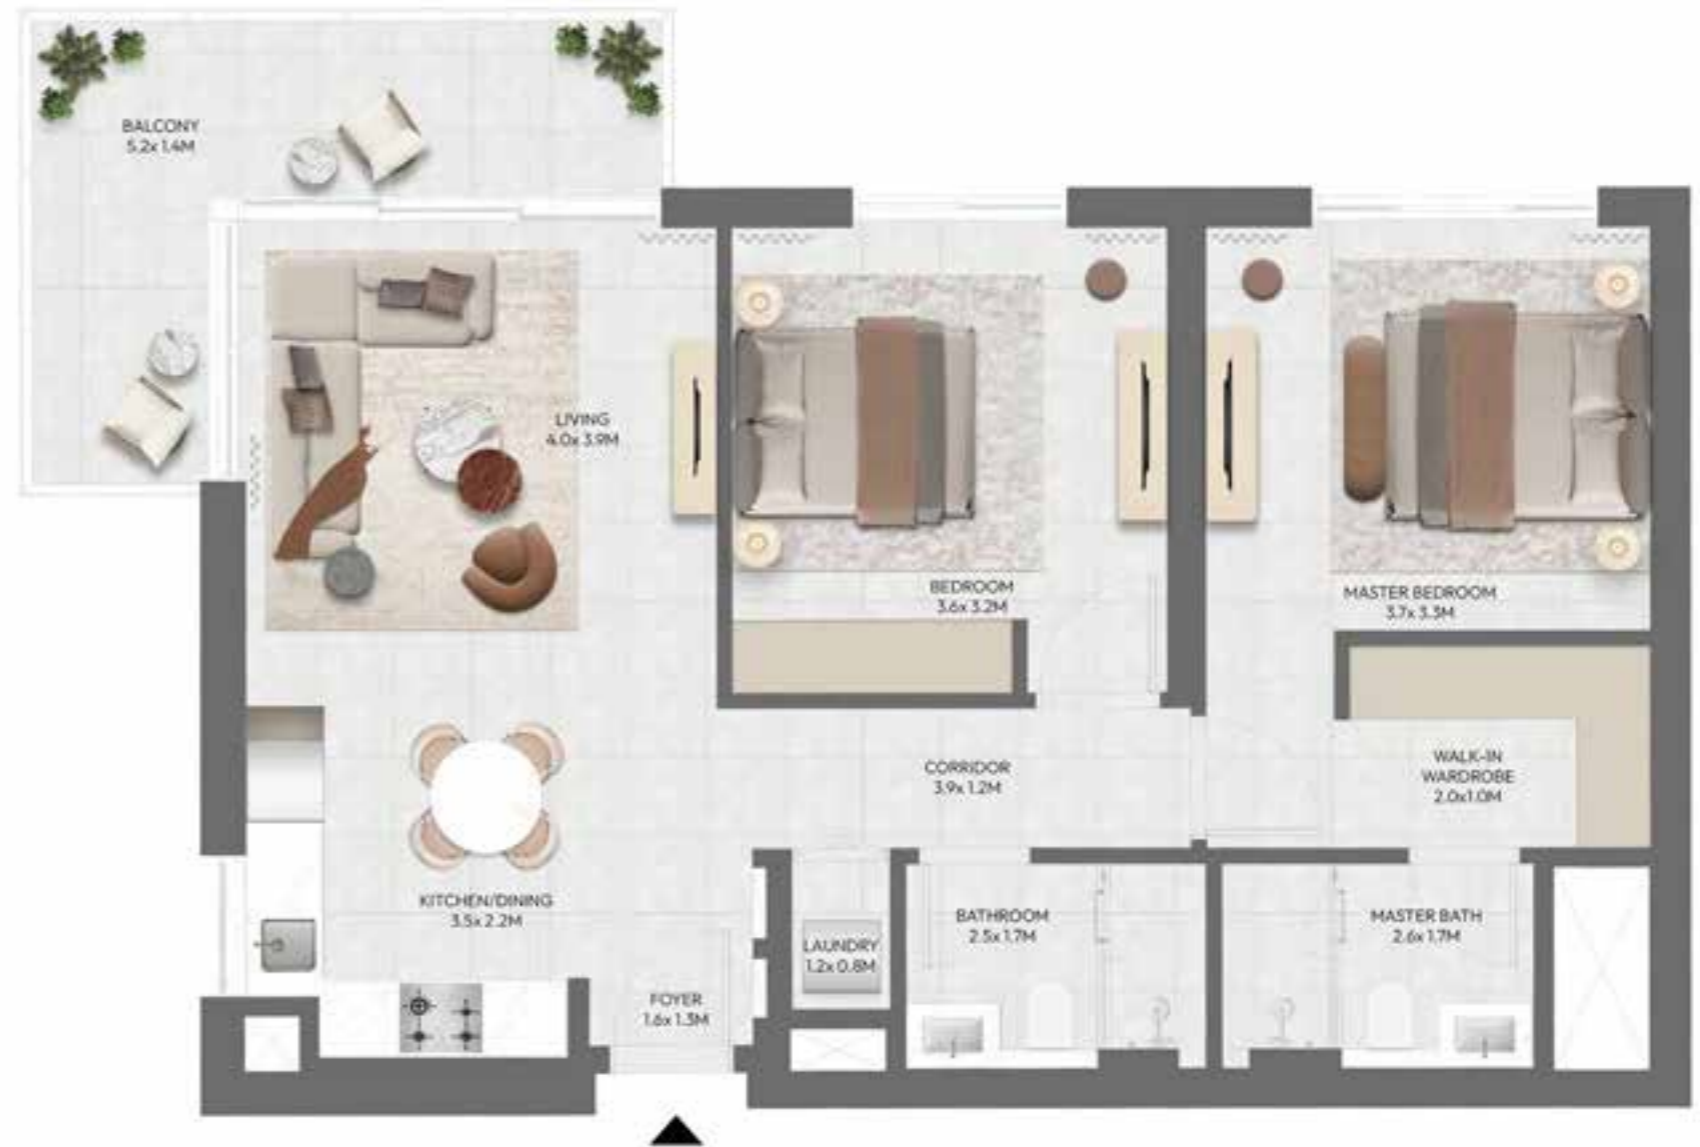 BALCONY
5.2x 1.4M
LIVING
4.0x 3.9M
BEDROOM
3.6x 3.2M
MASTER BEDROOM
3.7x 3.3M
CORRIDOR
3.9x 1.2M
WALK-IN
WARDROBE
2.0x1.0M
KITCHEN/DINING
3.5x 2.2M
BATHROOM
2.5x 1.7M
MASTER BATH
2.6x 1.7M
LAUNDRY
1.2x 0.8M
FOYER
1.6x 1.3M